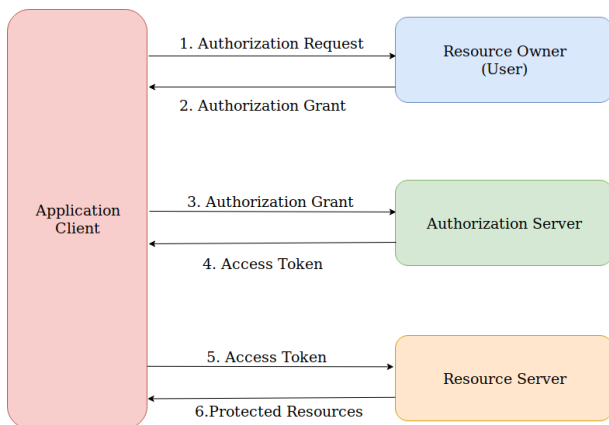 1. Authorization Request
Resource Owner
(User)
2. Authorization Grant
Application
Client
3. Authorization Grant
Authorization Server
4. Access Token
5. Access Token
Resource Server
6.Protected Resources